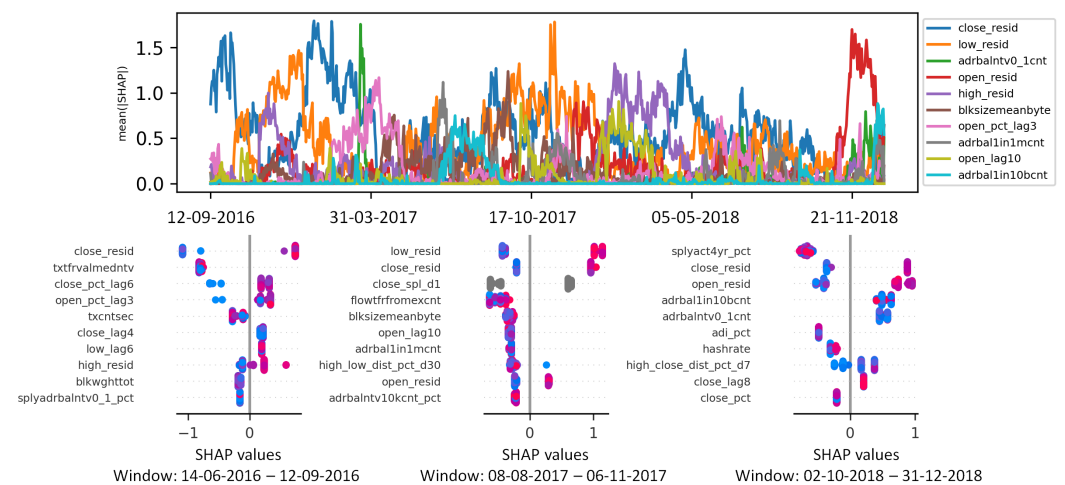 mean(|SHAP|)
1.5
1.0
0.5
0.0
12-09-2016 31-03-2017 17-10-2017 05-05-2018 21-11-2018
close_resid
low_resid
adrbalntv0_1cnt
open_resid
high_resid
blksizemeanbyte
open_pct_lag3
adrbal1in1mcnt
open_lag10
adrbal1in10bcnt
close_resid
txtfrvalmedntv
close_pct_lag6
open_pct_lag3
txcntsec
close_lag4
low_lag6
high_resid
blkwghttot
splyadrbalntv0_1_pct
−1 0
SHAP values
Window: 14-06-2016 – 12-09-2016
low_resid
close_resid
close_spl_d1
flowtfrfromexcnt
blksizemeanbyte
open_lag10
adrbal1in1mcnt
high_low_dist_pct_d30
open_resid
adrbalntv10kcnt_pct
0 1
SHAP values
Window: 08-08-2017 – 06-11-2017
splyact4yr_pct
close_resid
open_resid
adrbal1in10bcnt
adrbalntv0_1cnt
adi_pct
hashrate
high_close_dist_pct_d7
close_lag8
close_pct
0 1
SHAP values
Window: 02-10-2018 – 31-12-2018